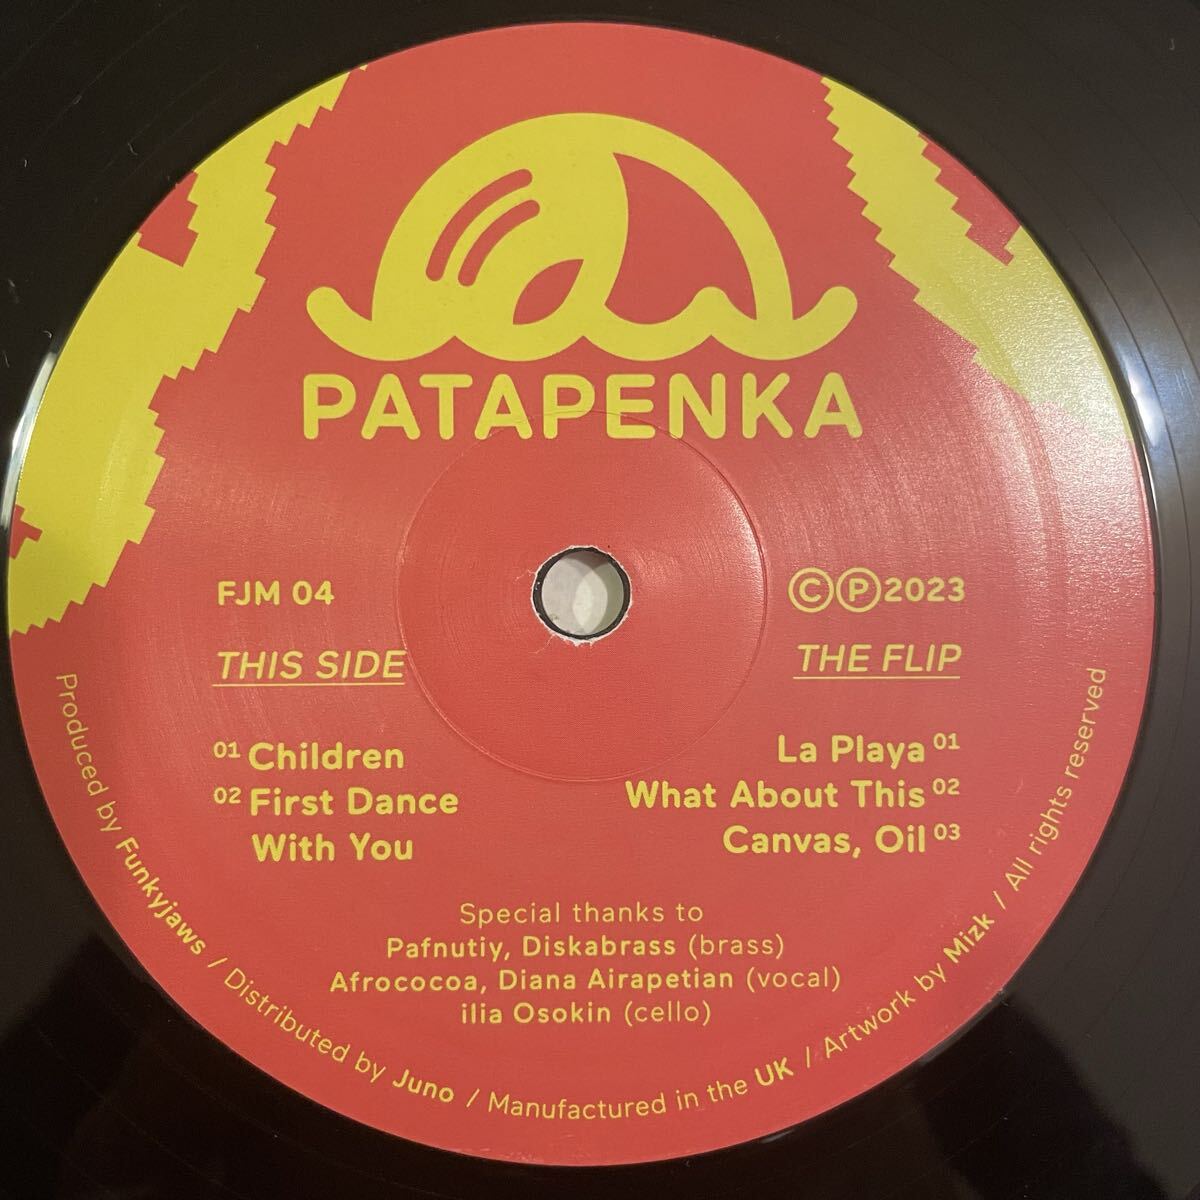 PATAPENKA
FJM 04
©℗2023
THIS SIDE
01 Children
02 First Dance
With You
THE FLIP
La Playa 01
What About This 02
Canvas, Oil 03
Special thanks to
Pafnutiy, Diskabrass (brass)
Afrococoa, Diana Airapetian (vocal)
ilia Osokin (cello)
Produced by Funkyjaws / Distributed by Juno / Manufactured in the UK / Artwork by Mizk / All rights reserved